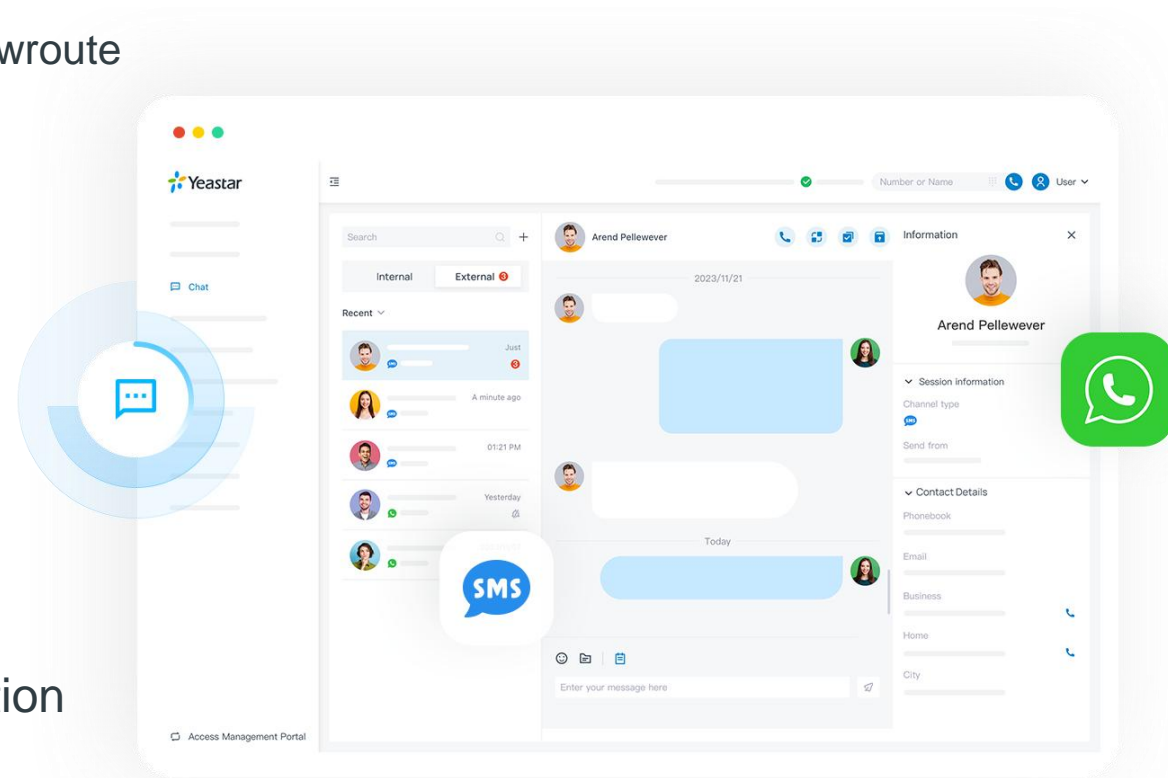 wroute
Yeastar
Number or Name
User
Search
Arend Pellewever
Information
Internal
External 3
2023/11/21
Chat
Recent
Arend Pellewever
Just
3
A minute ago
Session information
Channel type
SMS
Send from
01:21 PM
Yesterday
Contact Details
Phonebook
Today
Email
SMS
Business
Home
Enter your message here
City
tion
Access Management Portal